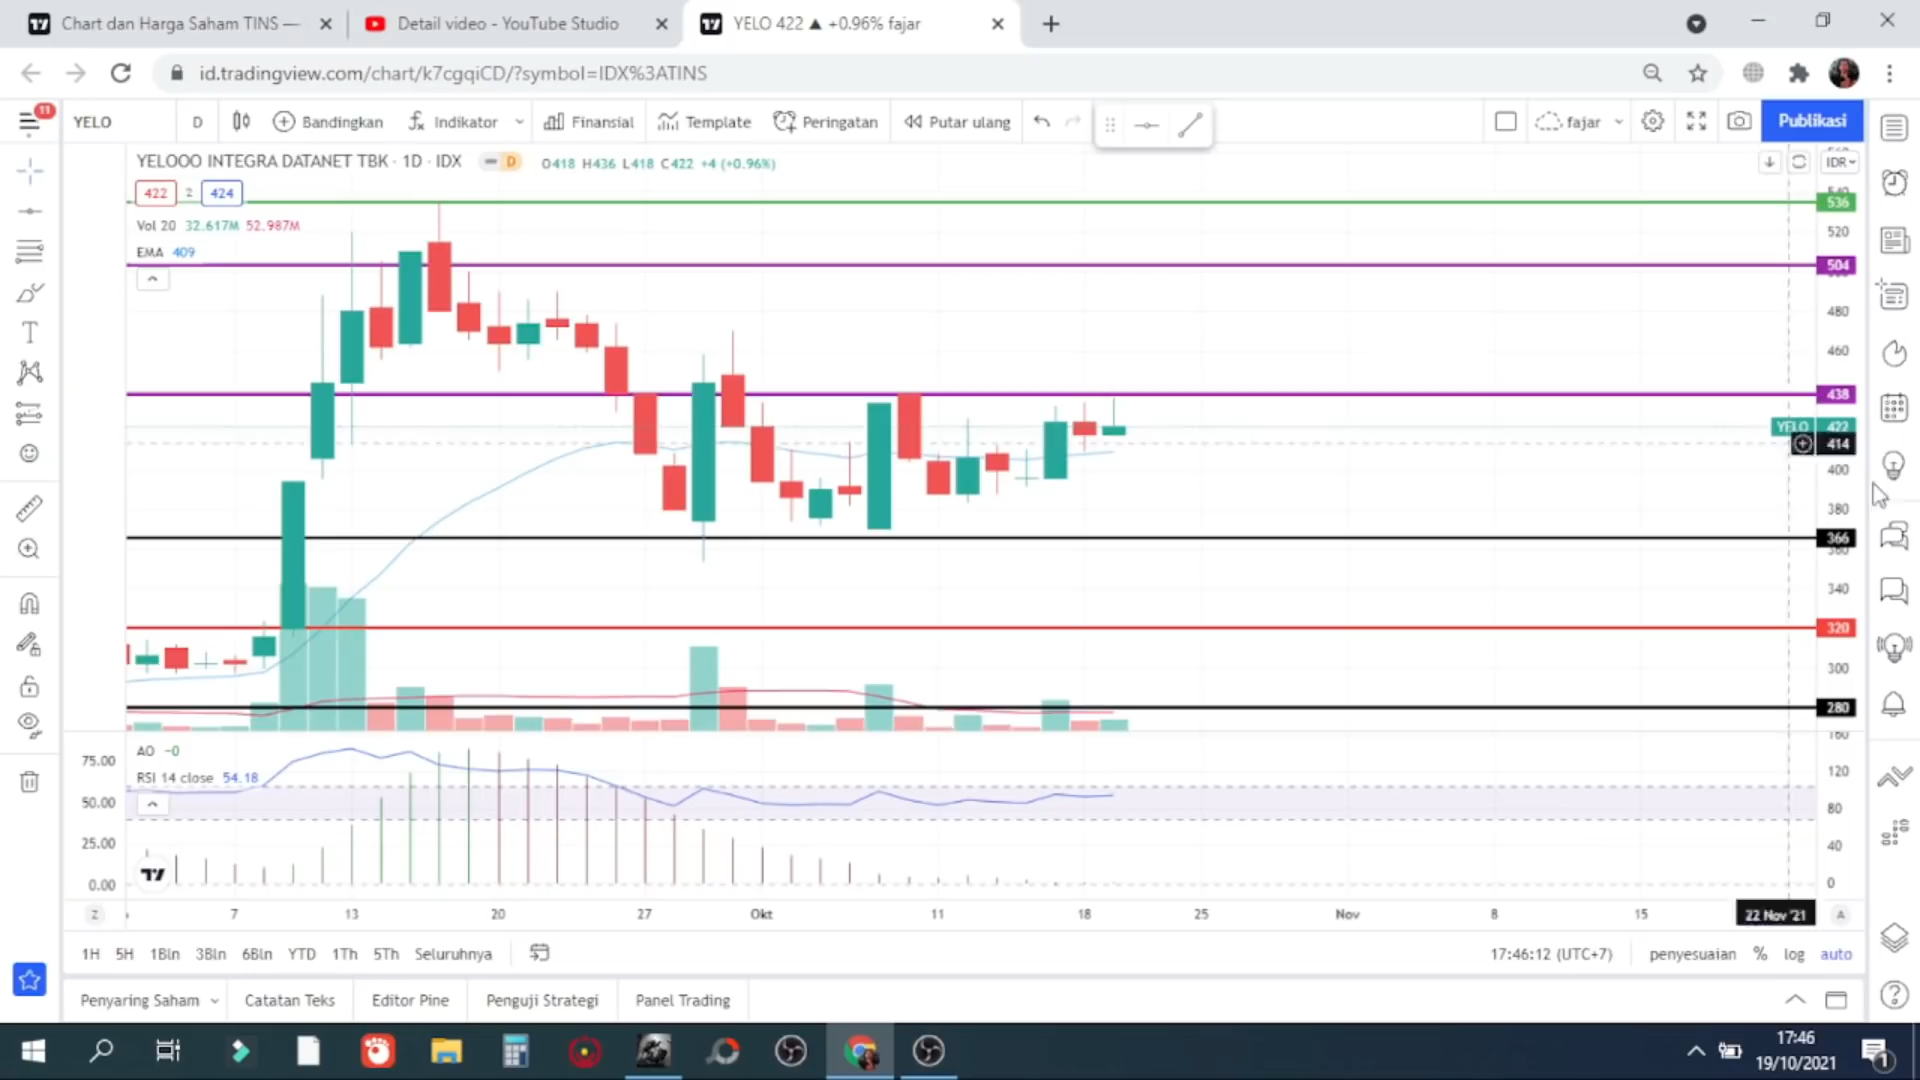 Chart dan Harga Saham TINS —
Detail video - YouTube Studio
YELO 422 ▲ +0.96% fajar
id.tradingview.com/chart/k7cgqiCD/?symbol=IDX%3ATINS
11
YELO
D
Bandingkan
Indikator
Finansial
Template
Peringatan
Putar ulang
fajar
Publikasi
YELOOO INTEGRA DATANET TBK · 1D · IDX
D
O418 H436 L418 C422 +4 (+0.96%)
IDR
422
2
424
Vol 20 32.617M 52.987M
EMA 409
536
520
504
480
460
438
YELO 422
414
400
380
366
340
320
300
280
AO -0
RSI 14 close 54.18
75.00
50.00
25.00
0.00
160
120
80
40
0
Z
7
13
20
27
Okt
11
18
25
Nov
8
15
22 Nov '21
A
1H
5H
1Bln
3Bln
6Bln
YTD
1Th
5Th
Seluruhnya
17:46:12 (UTC+7)
penyesuaian
%
log
auto
Penyaring Saham
Catatan Teks
Editor Pine
Penguji Strategi
Panel Trading
17:46
19/10/2021
1